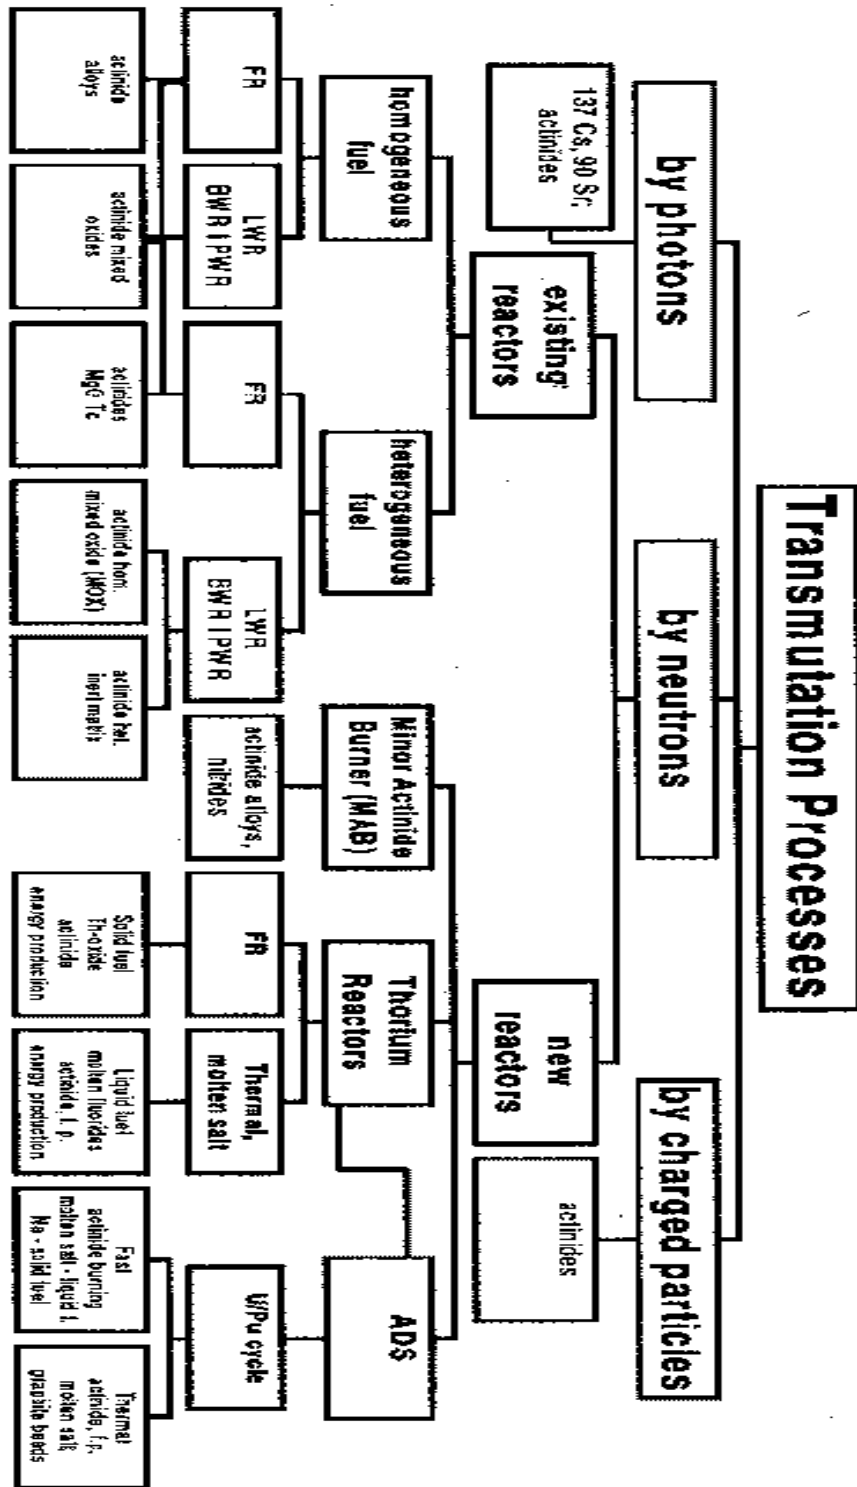 Transmutation Processes
by photons
by neutrons
by charged particles
137 Cs, 90 Sr,
actinides
existing
reactors
new
reactors
actinides
homogeneous
fuel
heterogeneous
fuel
Minor Actinide
Burner (MAB)
Thorium
Reactors
ADS
FR
LWR
BWR / PWR
FR
LWR
BWR / PWR
actinide alloys,
nitrides
FR
Thermal,
molten salt
U/Pu cycle
actinide
alloys
actinide mixed
oxides
actinides
MgO Tc
actinide hom.
mixed oxide (MOX)
actinide het.
inert matrix
Solid fuel
Th-oxide
actinide
energy production
Liquid fuel
molten fluorides
actinide, f. p.
energy production
Fast
actinide burning
molten salt - liquid f.
Na - solid fuel
Thermal
actinide, f.p.
molten salt
graphite beads